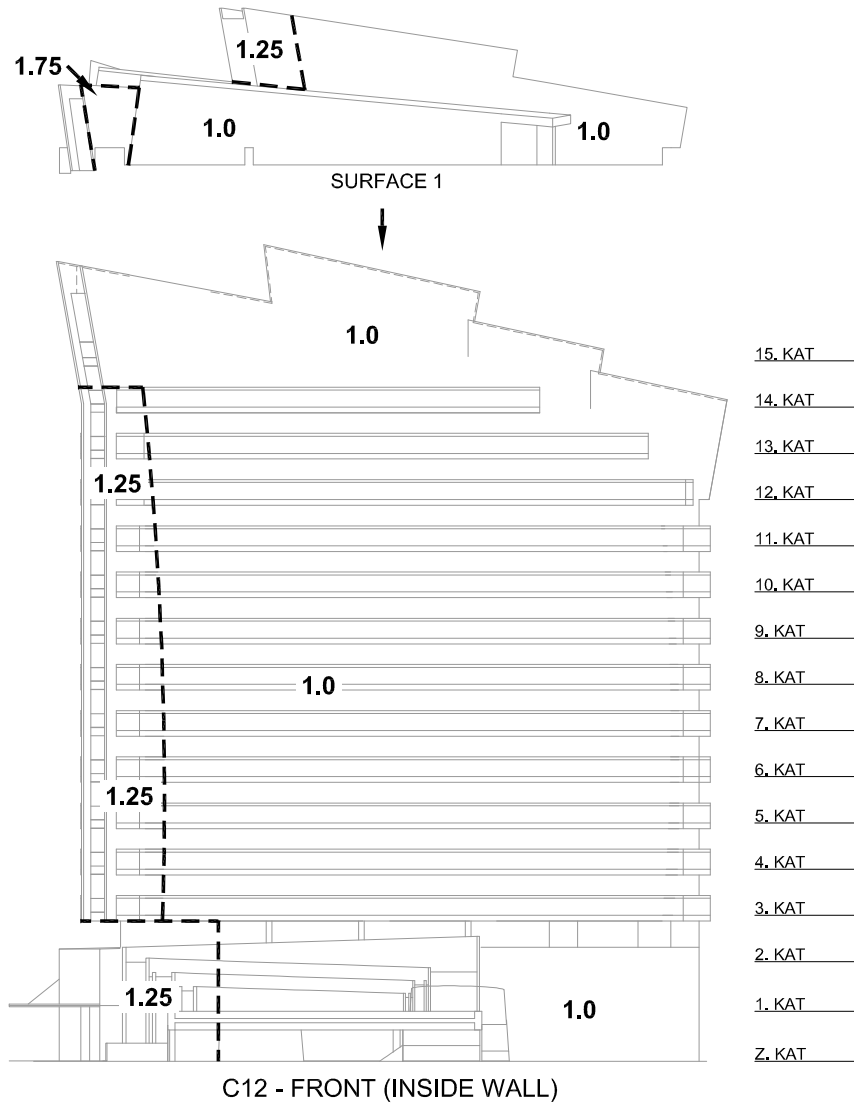 1.25
1.75
1.0
1.0
SURFACE 1
1.0
15. KAT
14. KAT
13. KAT
1.25
12. KAT
11. KAT
10. KAT
9. KAT
1.0
8. KAT
7. KAT
6. KAT
1.25
5. KAT
4. KAT
3. KAT
2. KAT
1.25
1.0
1. KAT
Z. KAT
C12 - FRONT (INSIDE WALL)